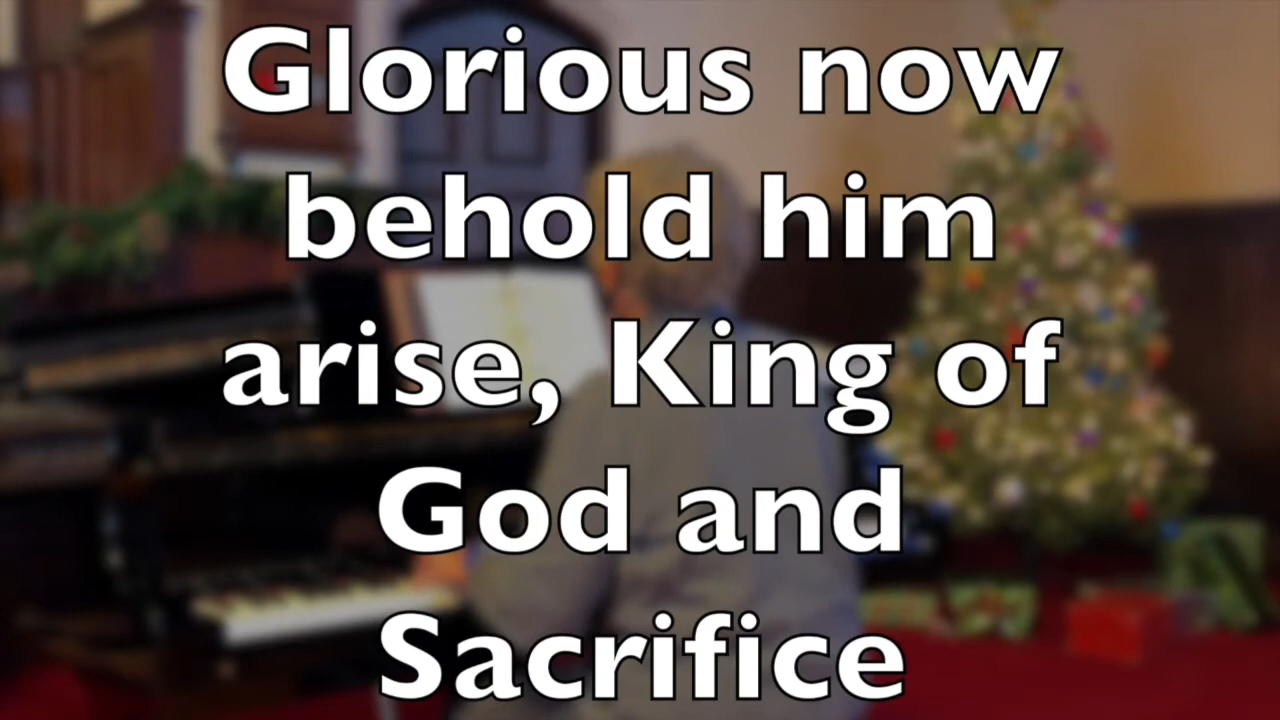 Glorious now
behold him
arise, King of
God and
Sacrifice